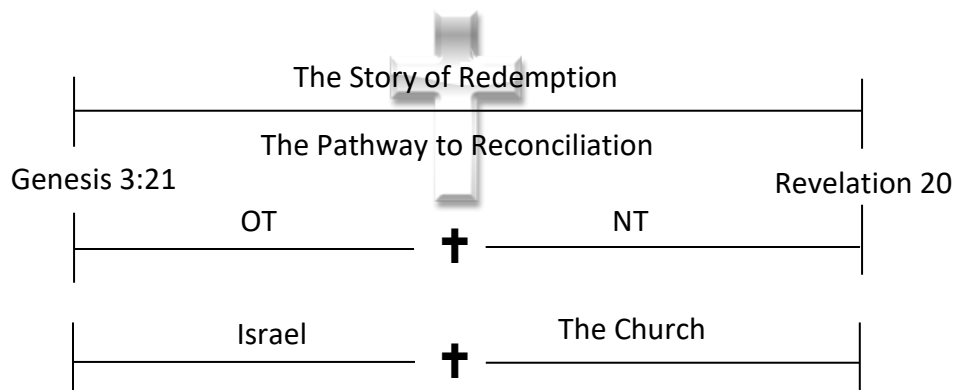 The Story of Redemption
The Pathway to Reconciliation
Genesis 3:21
Revelation 20
OT
NT
Israel
The Church